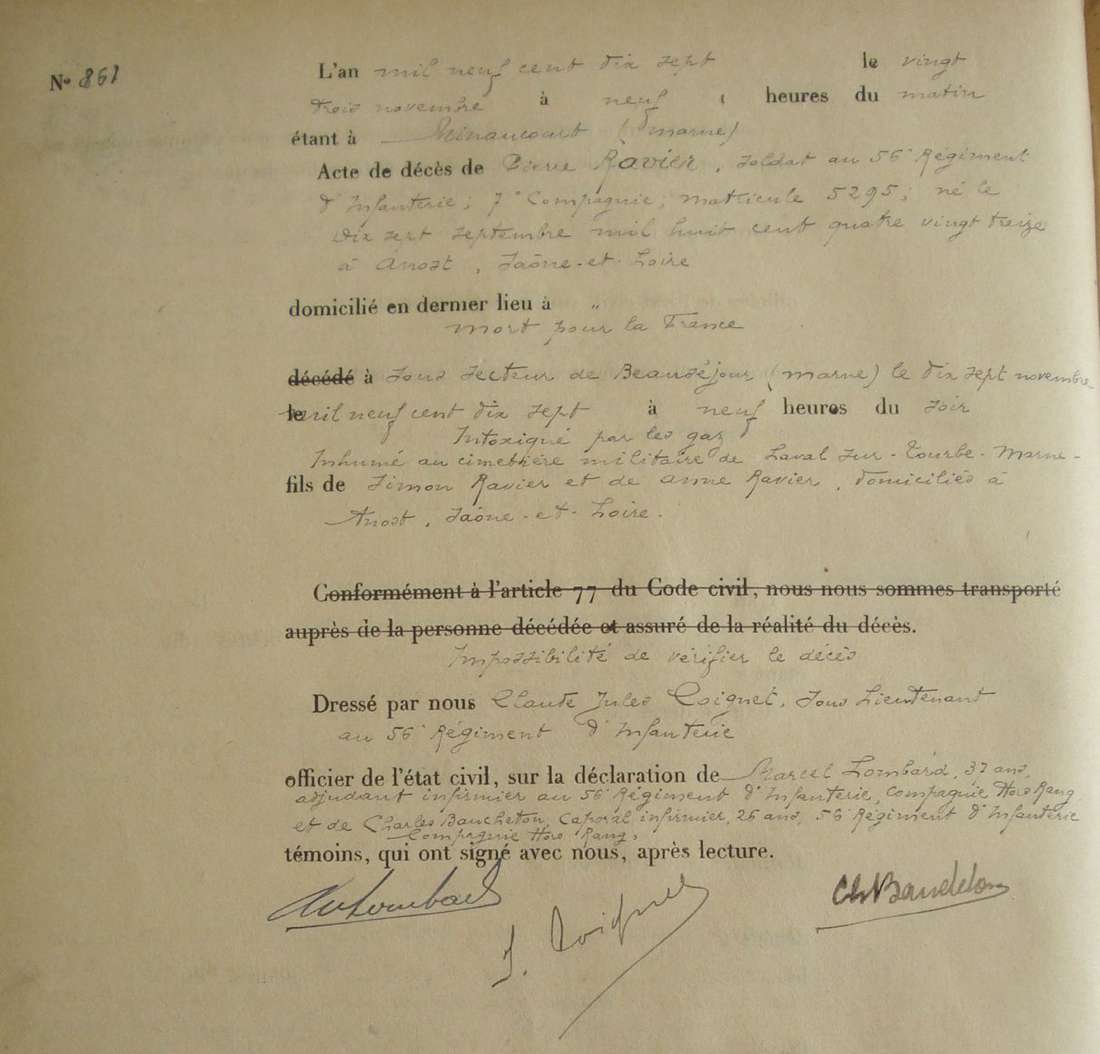 N° 861
L'an mil neuf cent dix sept le vingt
trois novembre à neuf heures du matin
étant à Minaucourt (Marne)
Acte de décès de Pierre Ravier, soldat au 56e Régiment
d'Infanterie; 7e Compagnie; matricule 5295; né le
dix sept septembre mil huit cent quatre vingt treize
à Anost, Saône-et-Loire
domicilié en dernier lieu à "
mort pour la France
décédé à sous secteur de Beauséjour (marne) le dix sept novembre
le mil neuf cent dix sept à neuf heures du soir
Intoxiqué par les gaz
Inhumé au cimetière militaire de Laval sur-Tourbe-Marne-
fils de Simon Ravier et de Anne Ravier, domiciliés à
Anost, Saône-et-Loire.
Conformément à l'article 77 du Code civil, nous nous sommes transporté
auprès de la personne décédée et assuré de la réalité du décès.
Impossibilité de vérifier le décès
Dressé par nous Claude Jules Coignet, Sous Lieutenant
au 56e Régiment d'Infanterie
officier de l'état civil, sur la déclaration de Marcel Lombard, 37 ans,
adjudant infirmier au 56e Régiment d'Infanterie, Compagnie Hors Rang
et de Charles Baucheton, Caporal infirmier, 26 ans, 56e Régiment d'Infanterie
Compagnie Hors Rang,
témoins, qui ont signé avec nous, après lecture.
Lombard
J. Coignet